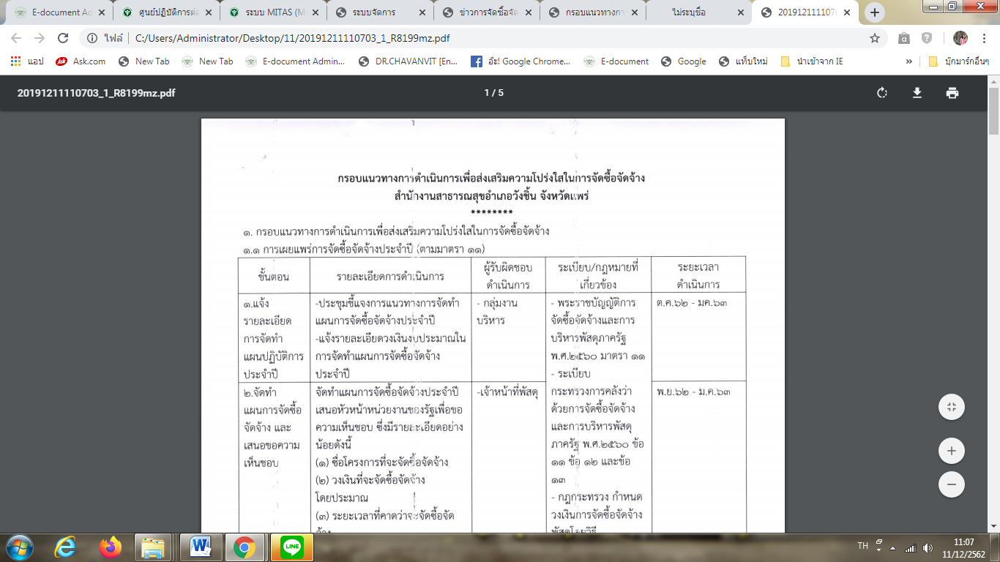 E-document Ad
ศูนย์ปฏิบัติการต่อ
ระบบ MITAS (M
ระบบจัดการ
ข่าวการจัดซื้อจัด
กรอบแนวทางกา
ไม่ระบุชื่อ
20191211110703
ไฟล์ C:/Users/Administrator/Desktop/11/20191211110703_1_R8199mz.pdf
แอป Ask.com New Tab New Tab E-document Admin... DR.CHAVANVIT [En... อ๊ะ! Google Chrome... E-document Google แท็บใหม่ นำเข้าจาก IE » บุ๊กมาร์กอื่นๆ
20191211110703_1_R8199mz.pdf 1 / 5
กรอบแนวทางการดำเนินการเพื่อส่งเสริมความโปร่งใสในการจัดซื้อจัดจ้าง
สำนักงานสาธารณสุขอำเภอวังชิ้น จังหวัดแพร่
********
๑. กรอบแนวทางการดำเนินการเพื่อส่งเสริมความโปร่งใสในการจัดซื้อจัดจ้าง
๑.๑ การเผยแพร่การจัดซื้อจัดจ้างประจำปี (ตามมาตรา ๑๑)
ขั้นตอน
รายละเอียดการดำเนินการ
ผู้รับผิดชอบ
ดำเนินการ
ระเบียบ/กฎหมายที่
เกี่ยวข้อง
ระยะเวลา
ดำเนินการ
๑.แจ้ง
รายละเอียด
การจัดทำ
แผนปฏิบัติการ
ประจำปี
-ประชุมชี้แจงการแนวทางการจัดทำ
แผนการจัดซื้อจัดจ้างประจำปี
-แจ้งรายละเอียดวงเงินงบประมาณใน
การจัดทำแผนการจัดซื้อจัดจ้าง
ประจำปี
- กลุ่มงาน
บริหาร
- พระราชบัญญัติการ
จัดซื้อจัดจ้างและการ
บริหารพัสดุภาครัฐ
พ.ศ.๒๕๖๐ มาตรา ๑๑
- ระเบียบ
กระทรวงการคลังว่า
ด้วยการจัดซื้อจัดจ้าง
และการบริหารพัสดุ
ภาครัฐ พ.ศ.๒๕๖๐ ข้อ
๑๑ ข้อ ๑๒ และข้อ
๑๓
- กฎกระทรวง กำหนด
วงเงินการจัดซื้อจัดจ้าง
พัสดุโดยวิธี
ต.ค.๖๒ - มค.๖๓
๒.จัดทำ
แผนการจัดซื้อ
จัดจ้าง และ
เสนอขอความ
เห็นชอบ
จัดทำแผนการจัดซื้อจัดจ้างประจำปี
เสนอหัวหน้าหน่วยงานของรัฐเพื่อขอ
ความเห็นชอบ ซึ่งมีรายละเอียดอย่าง
น้อยดังนี้
(๑) ชื่อโครงการที่จะจัดซื้อจัดจ้าง
(๒) วงเงินที่จะจัดซื้อจัดจ้าง
โดยประมาณ
(๓) ระยะเวลาที่คาดว่าจะจัดซื้อจัด
จ้าง
-เจ้าหน้าที่พัสดุ
พ.ย.๖๒ - ม.ค.๖๓
TH
11:07
11/12/2562